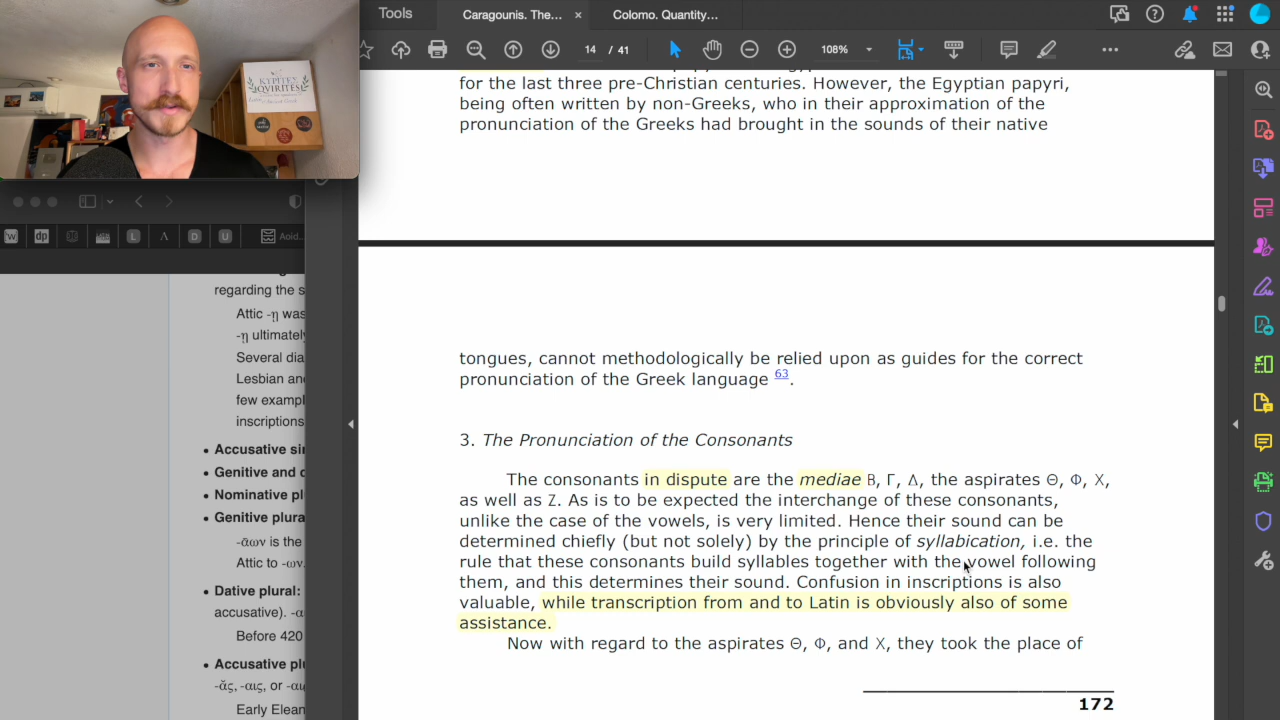 Tools
Caragounis. The... ×
Colomo. Quantity...
14 / 41
108%
ΚΥΡΙΤΕΣ
QVIRITES
for the last three pre-Christian centuries. However, the Egyptian papyri,
being often written by non-Greeks, who in their approximation of the
pronunciation of the Greeks had brought in the sounds of their native
tongues, cannot methodologically be relied upon as guides for the correct
pronunciation of the Greek language 63.
3. The Pronunciation of the Consonants
The consonants in dispute are the mediae Β, Γ, Δ, the aspirates Θ, Φ, Χ,
as well as Ζ. As is to be expected the interchange of these consonants,
unlike the case of the vowels, is very limited. Hence their sound can be
determined chiefly (but not solely) by the principle of syllabication, i.e. the
rule that these consonants build syllables together with the vowel following
them, and this determines their sound. Confusion in inscriptions is also
valuable, while transcription from and to Latin is obviously also of some
assistance.
Now with regard to the aspirates Θ, Φ, and Χ, they took the place of
172
W dp L Λ D U Aoid...
regarding the s
Attic -ῃ was
-ῃ ultimately
Several dia
Lesbian and
few examp
inscriptions
• Accusative sin
• Genitive and d
• Nominative pl
• Genitive plura
-ᾱων is the
Attic to -ων.
• Dative plural:
accusative). -α
Before 420
• Accusative plu
-ᾰς, -αις, or -αι
Early Elean